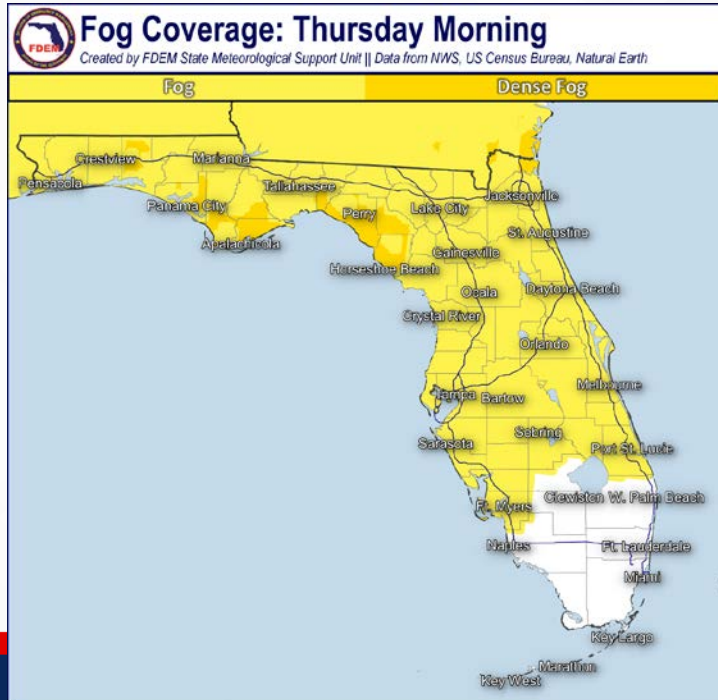 FDEM
Fog Coverage: Thursday Morning
Created by FDEM State Meteorological Support Unit || Data from NWS, US Census Bureau, Natural Earth
Fog Dense Fog
Crestview Marianna
Pensacola Tallahassee
Panama City Perry Lake City Jacksonville
Apalachicola St. Augustine
Gainesville
Horseshoe Beach
Ocala Daytona Beach
Crystal River
Orlando
Tampa Bartow Melbourne
Sarasota Sebring Port St. Lucie
Ft. Myers Clewiston W. Palm Beach
Naples Ft. Lauderdale
Miami
Key Largo
Marathon
Key West